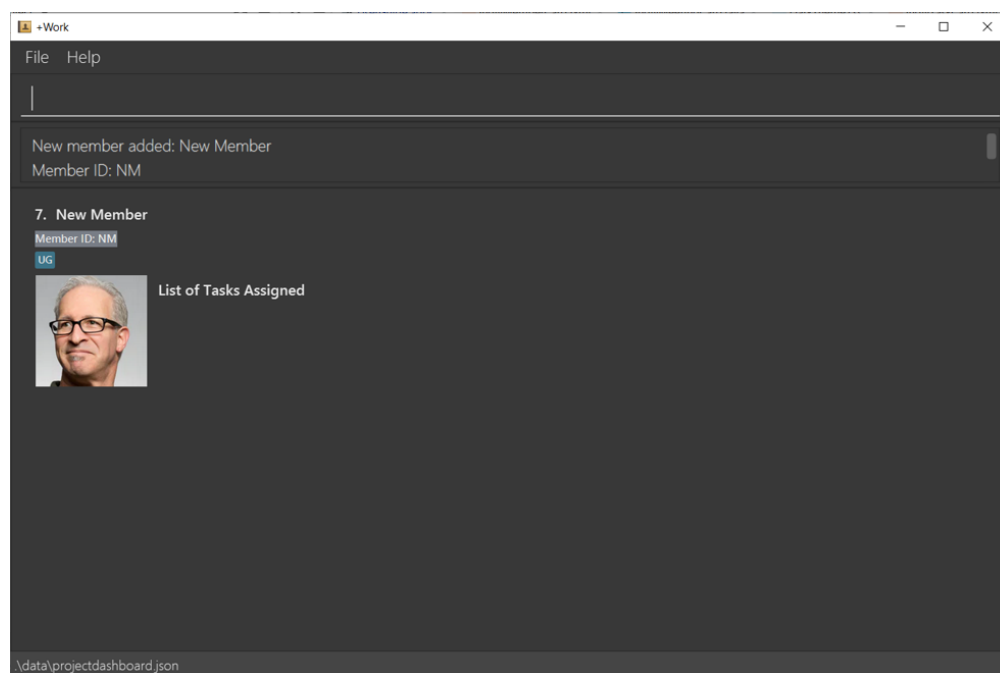 +Work
File Help
New member added: New Member
Member ID: NM
7. New Member
Member ID: NM
UG
List of Tasks Assigned
.\data\projectdashboard.json